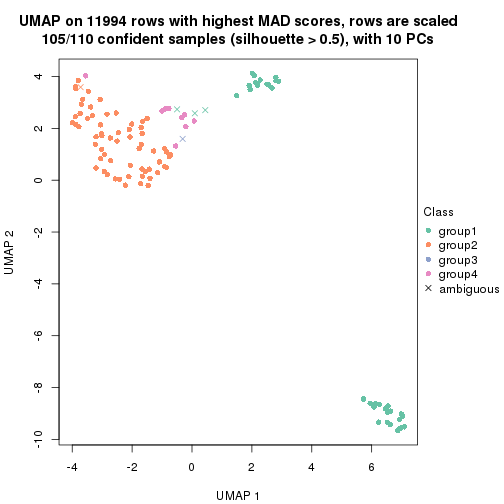 UMAP on 11994 rows with highest MAD scores, rows are scaled
105/110 confident samples (silhouette > 0.5), with 10 PCs
4
2
0
-2
-4
-6
-8
-10
UMAP 2
-4
-2
0
2
4
6
UMAP 1
Class
group1
group2
group3
group4
ambiguous